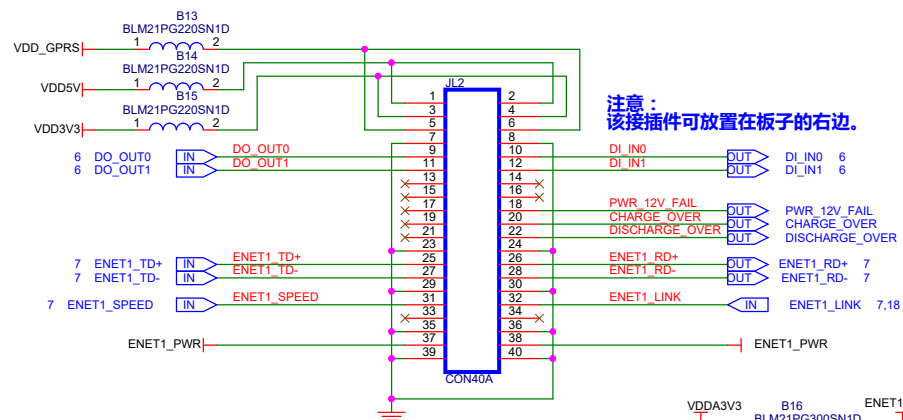 B13
BLM21PG220SN1D
VDD_GPRS 1 2
B14
BLM21PG220SN1D
VDD5V 1 2
B15
BLM21PG220SN1D
VDD3V3 1 2
JL2
注意：
该接插件可放置在板子的右边。
1 2
3 4
5 6
7 8
6 DO_OUT0 IN DO_OUT0 9 10 DI_IN0 OUT DI_IN0 6
6 DO_OUT1 IN DO_OUT1 11 12 DI_IN1 OUT DI_IN1 6
13 14
15 16
17 18 PWR_12V_FAIL OUT PWR_12V_FAIL
19 20 CHARGE_OVER OUT CHARGE_OVER
21 22 DISCHARGE_OVER OUT DISCHARGE_OVER
23 24
7 ENET1_TD+ IN ENET1_TD+ 25 26 ENET1_RD+ OUT ENET1_RD+ 7
7 ENET1_TD- IN ENET1_TD- 27 28 ENET1_RD- OUT ENET1_RD- 7
29 30
7 ENET1_SPEED IN ENET1_SPEED 31 32 ENET1_LINK IN ENET1_LINK 7,18
33 34
35 36
ENET1_PWR 37 38 ENET1_PWR
39 40
CON40A
VDDA3V3 B16 ENET1
BLM21PG300SN1D